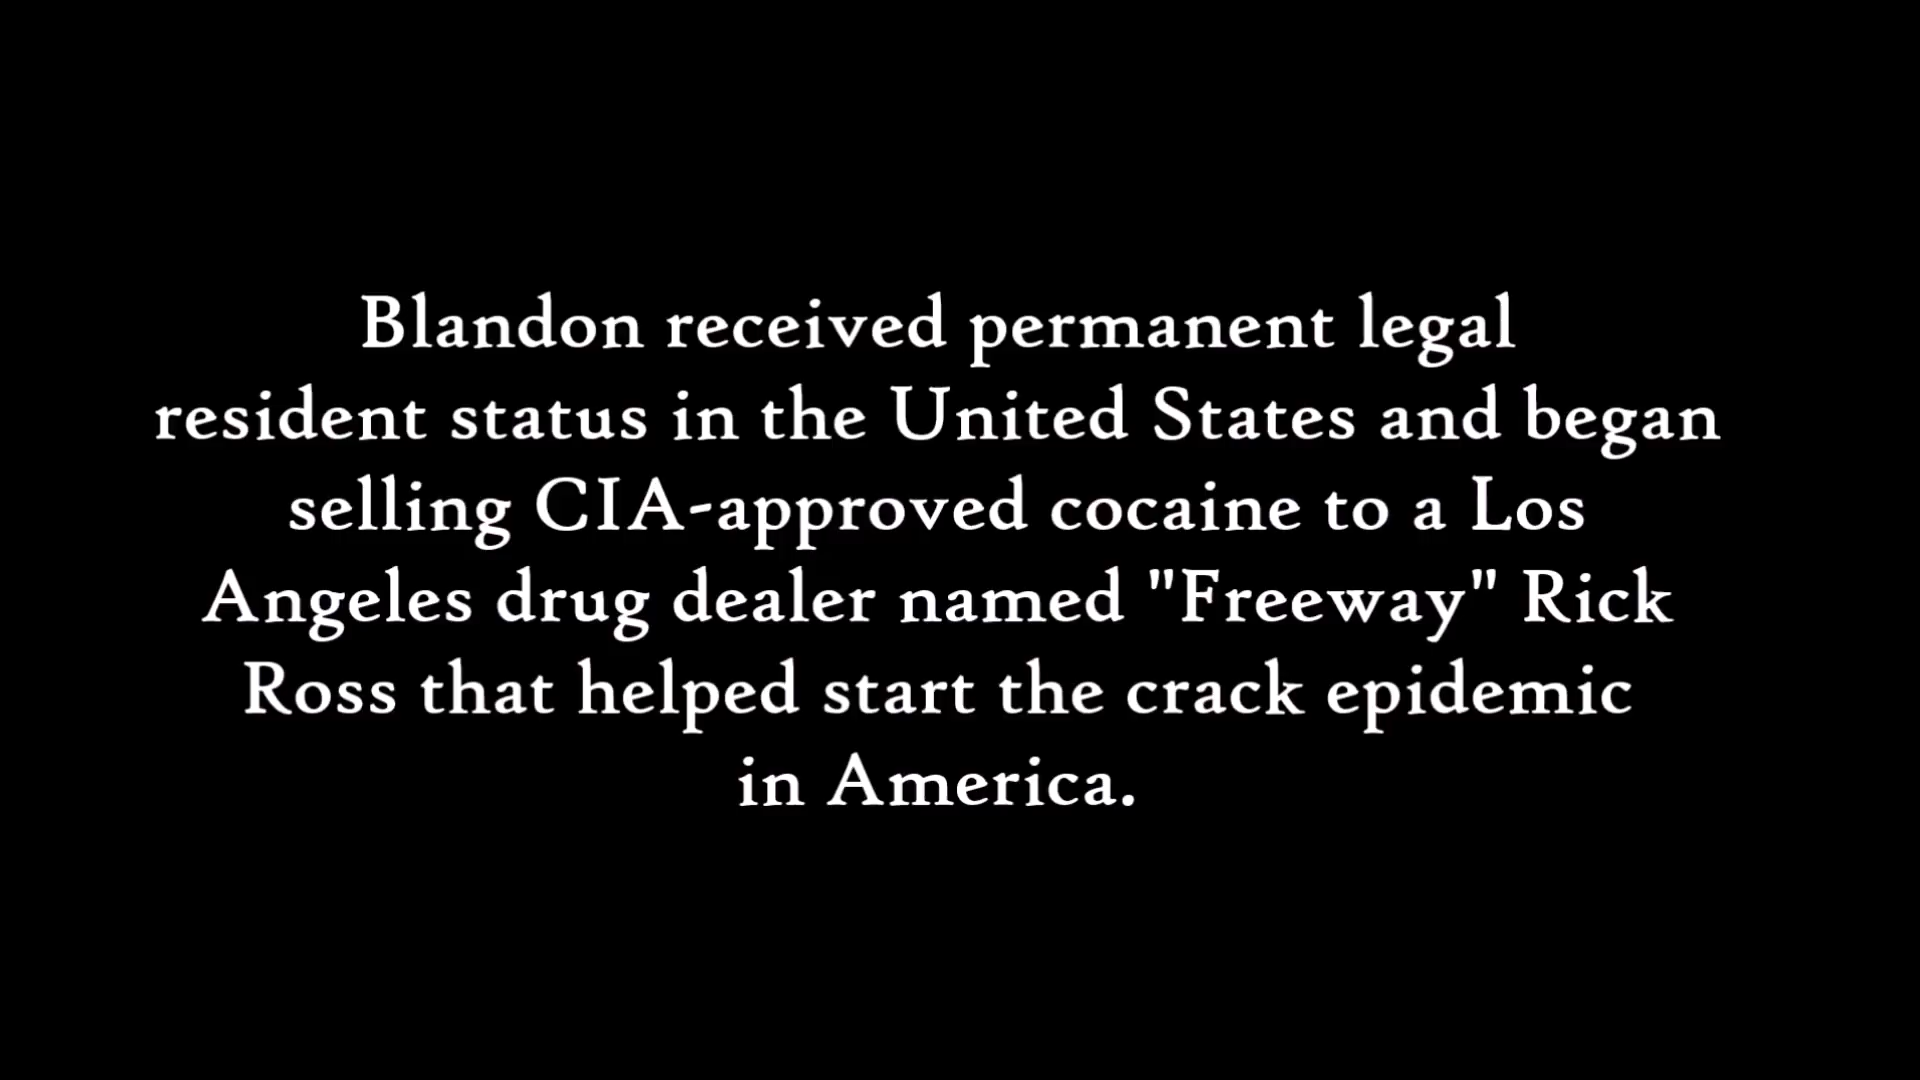 Blandon received permanent legal
resident status in the United States and began
selling CIA-approved cocaine to a Los
Angeles drug dealer named "Freeway" Rick
Ross that helped start the crack epidemic
in America.